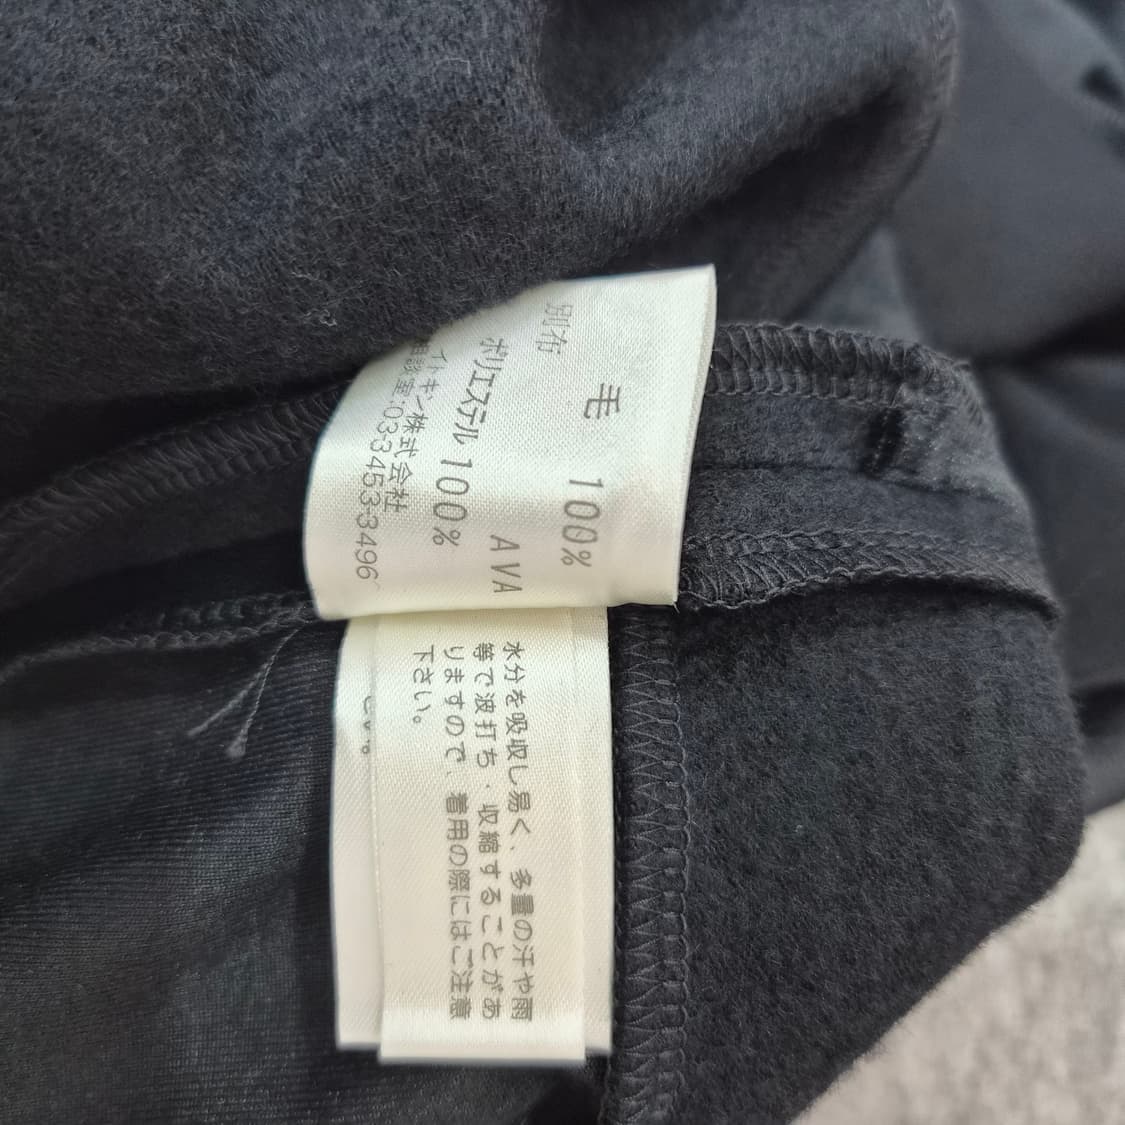 毛 100%
別布
AVA
ポリエステル 100%
イトキン株式会社
相談室:03-3453-3496
水分を吸収し易く、多量の汗や雨
等で波打ち・収縮することがあ
りますので、着用の際にはご注意
下さい。